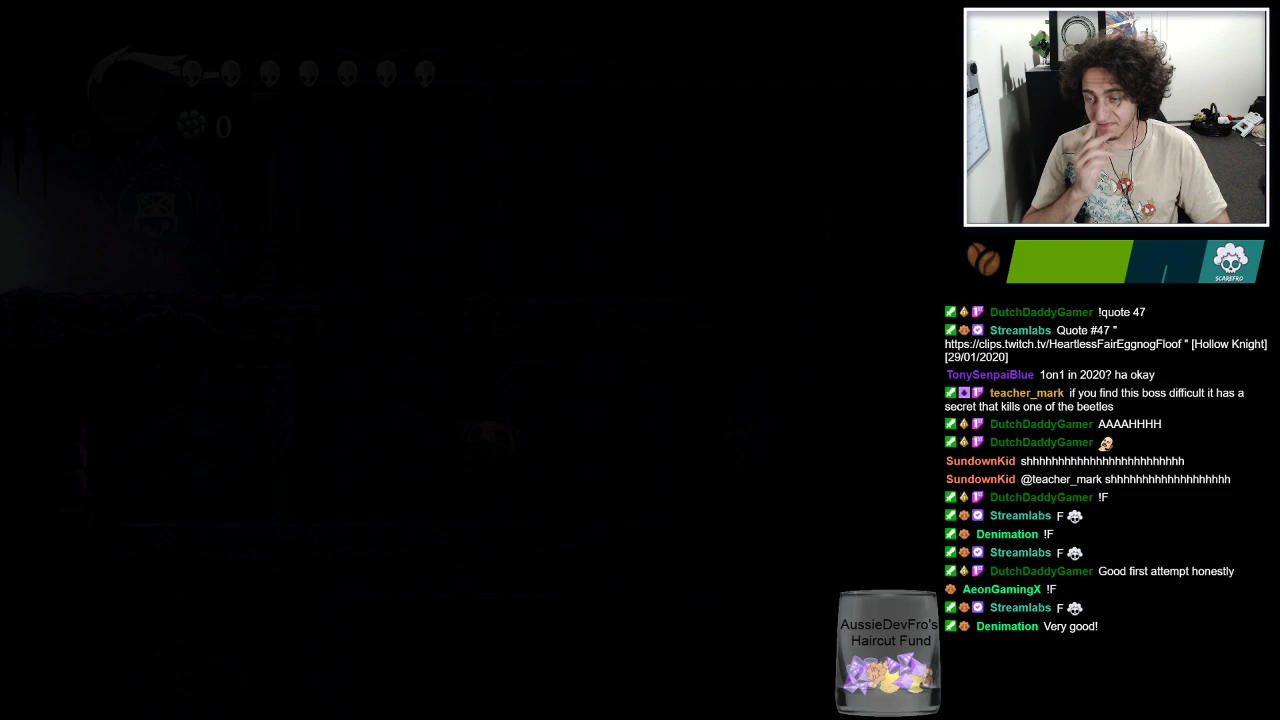 0
SCAREFRO
DutchDaddyGamer !quote 47
Streamlabs Quote #47 "
https://clips.twitch.tv/HeartlessFairEggnogFloof " [Hollow Knight]
[29/01/2020]
TonySenpaiBlue 1on1 in 2020? ha okay
teacher_mark if you find this boss difficult it has a
secret that kills one of the beetles
DutchDaddyGamer AAAAHHHH
DutchDaddyGamer
SundownKid shhhhhhhhhhhhhhhhhhhhhhhhh
SundownKid @teacher_mark shhhhhhhhhhhhhhhhhhh
DutchDaddyGamer !F
Streamlabs F
Denimation !F
Streamlabs F
DutchDaddyGamer Good first attempt honestly
AeonGamingX !F
Streamlabs F
Denimation Very good!
AussieDevFro's
Haircut Fund